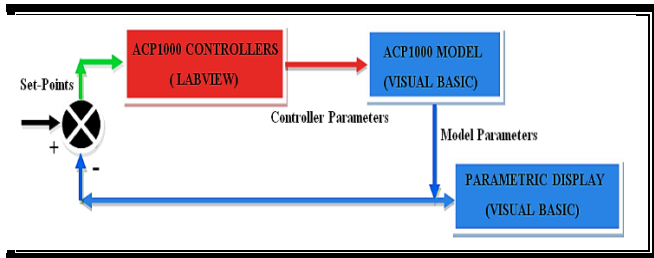 ACP1000 CONTROLLERS
( LABVIEW)
ACP1000 MODEL
(VISUAL BASIC)
Set-Points
Controller Parameters
+
Model Parameters
-
PARAMETRIC DISPLAY
(VISUAL BASIC)